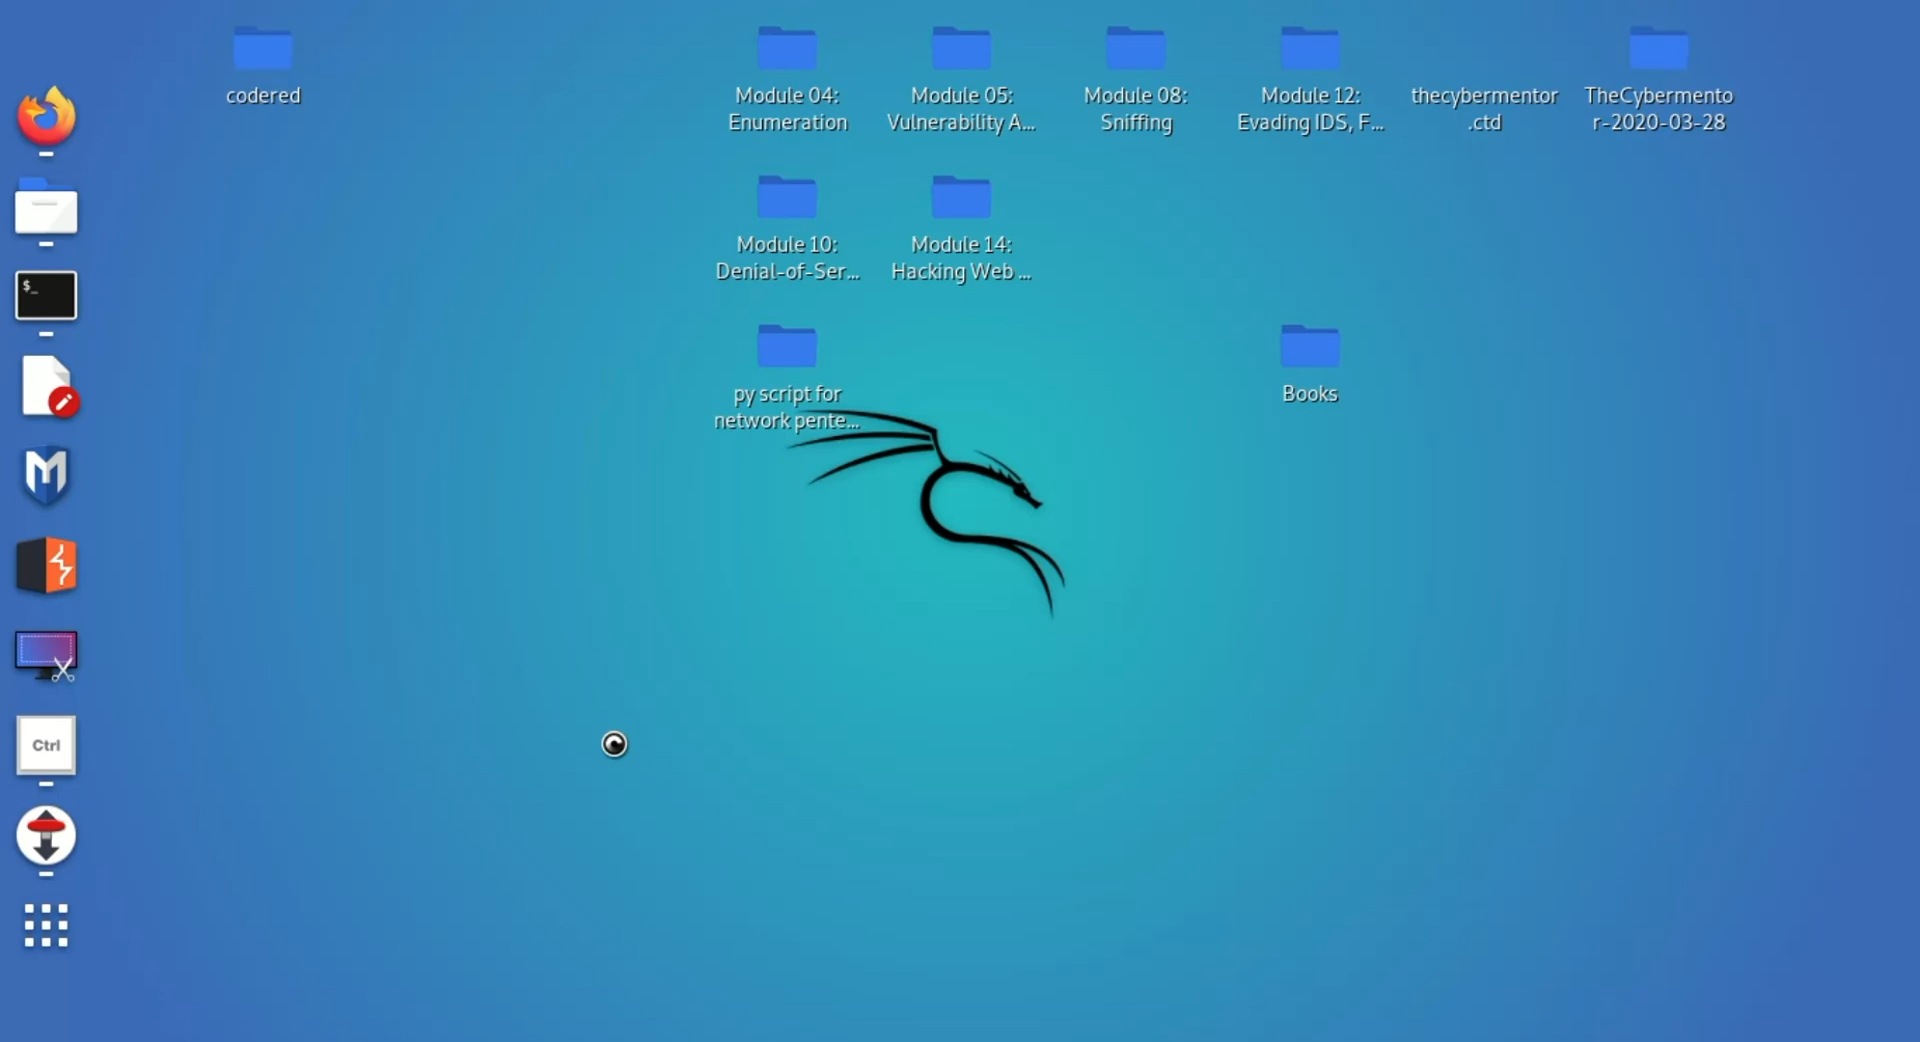 codered
Module 04:
Enumeration
Module 05:
Vulnerability A...
Module 08:
Sniffing
Module 12:
Evading IDS, F...
thecybermentor
.ctd
TheCybermento
r-2020-03-28
Module 10:
Denial-of-Ser...
Module 14:
Hacking Web ...
$_
py script for
network pente...
Books
M
Ctrl